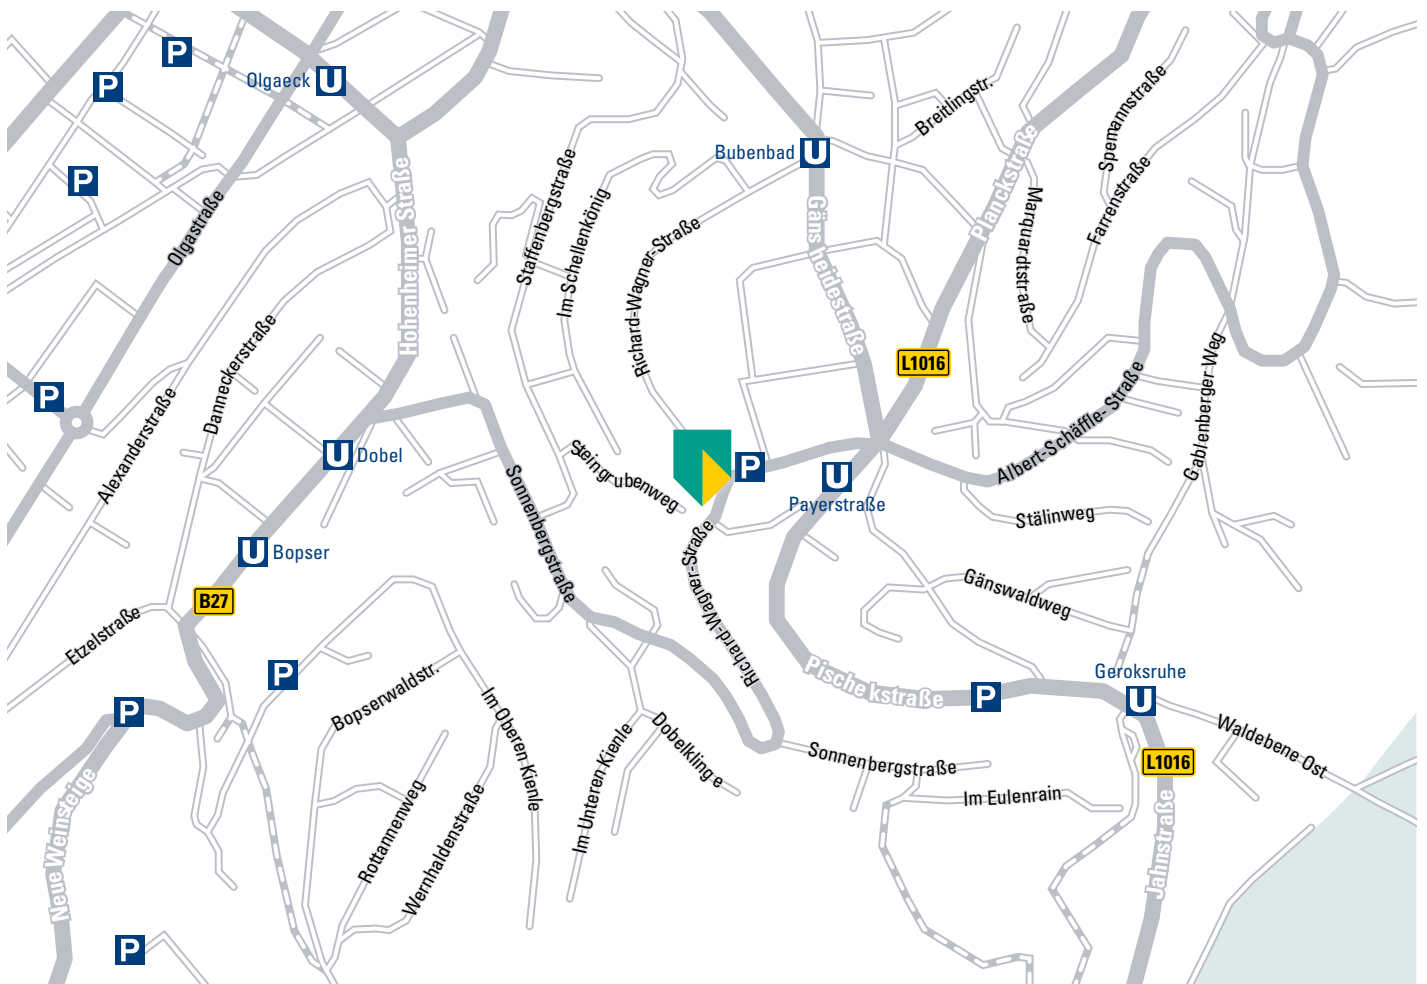 P
P
Olgaeck U
Breitlingstr.
Spemannstraße
Bubenbad U
Planckstraße
P
Hohenheimer Straße
Olgastraße
Staffenbergstraße
Im Schellenkönig
Richard-Wagner-Straße
Gänsheidestraße
Marquardtstraße
Farrenstraße
Danneckerstraße
L1016
P
Alexanderstraße
Gablenberger-Weg
Albert-Schäffle-Straße
U Dobel
Steingrubenweg
P
U
Payerstraße
Sonnenbergstraße
Stälinweg
U Bopser
Richard-Wagner-Straße
B27
Gänswaldweg
Etzelstraße
P
Bopserwaldstr.
Pischekstraße
P
Geroksruhe
U
P
Im Oberen Kienle
Dobelklinge
Waldebene Ost
Im Unteren Kienle
Sonnenbergstraße
L1016
Neue Weinsteige
Rottannenweg
Wernhaldenstraße
Im Eulenrain
Jahnstraße
P